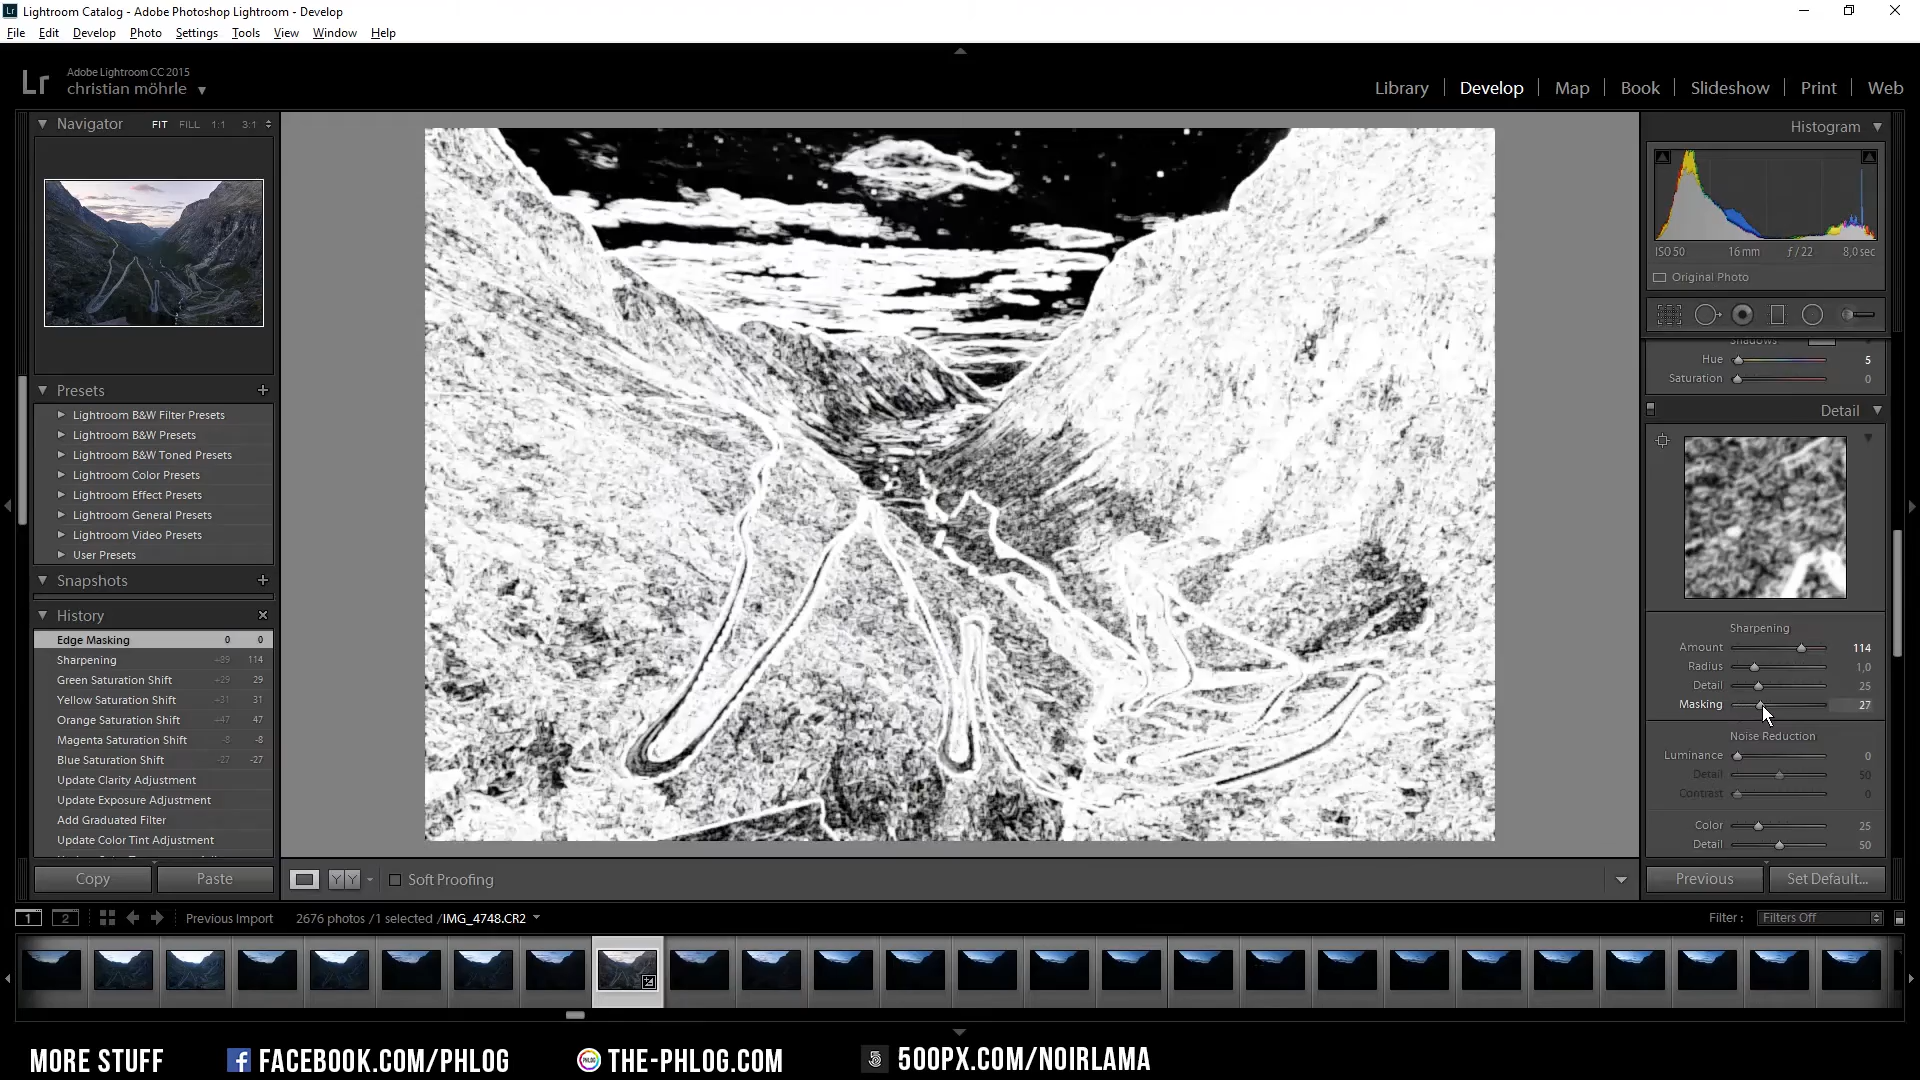 Lightroom Catalog - Adobe Photoshop Lightroom - Develop
File Edit Develop Photo Settings Tools View Window Help
Lr
Adobe Lightroom CC 2015
christian möhrle
Library Develop Map Book Slideshow Print Web
Navigator FIT FILL 1:1 3:1
Presets
Lightroom B&W Filter Presets
Lightroom B&W Presets
Lightroom B&W Toned Presets
Lightroom Color Presets
Lightroom Effect Presets
Lightroom General Presets
Lightroom Video Presets
User Presets
Snapshots
History
Edge Masking 0 0
Sharpening +89 114
Green Saturation Shift +29 29
Yellow Saturation Shift +31 31
Orange Saturation Shift +47 47
Magenta Saturation Shift -8 -8
Blue Saturation Shift -27 -27
Update Clarity Adjustment
Update Exposure Adjustment
Add Graduated Filter
Update Color Tint Adjustment
Copy Paste
Soft Proofing
Histogram
ISO 50 16 mm ƒ / 22 8,0 sec
Original Photo
Shadows
Hue 5
Saturation 0
Detail
Sharpening
Amount 114
Radius 1,0
Detail 25
Masking 27
Noise Reduction
Luminance 0
Detail 50
Contrast 0
Color 25
Detail 50
Previous Set Default...
1 2 Previous Import 2676 photos /1 selected /IMG_4748.CR2
Filter : Filters Off
MORE STUFF FACEBOOK.COM/PHLOG THE-PHLOG.COM 500PX.COM/NOIRLAMA